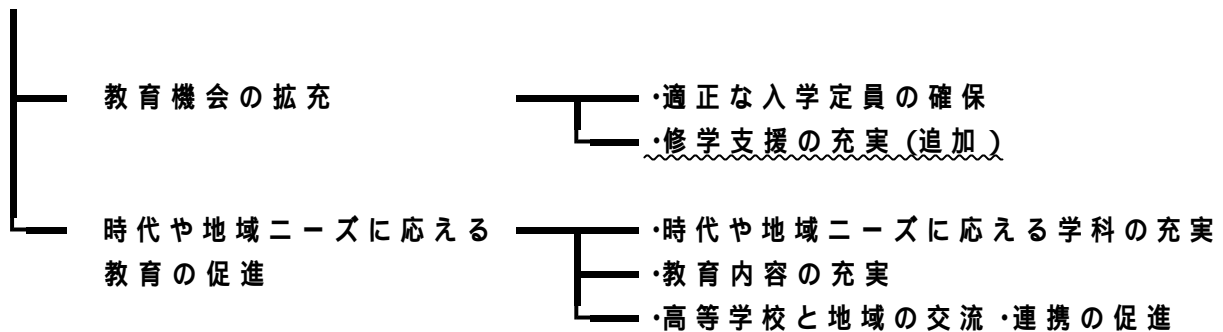 教育機会の拡充
・適正な入学定員の確保
・修学支援の充実(追加)
時代や地域ニーズに応える
教育の促進
・時代や地域ニーズに応える学科の充実
・教育内容の充実
・高等学校と地域の交流・連携の促進